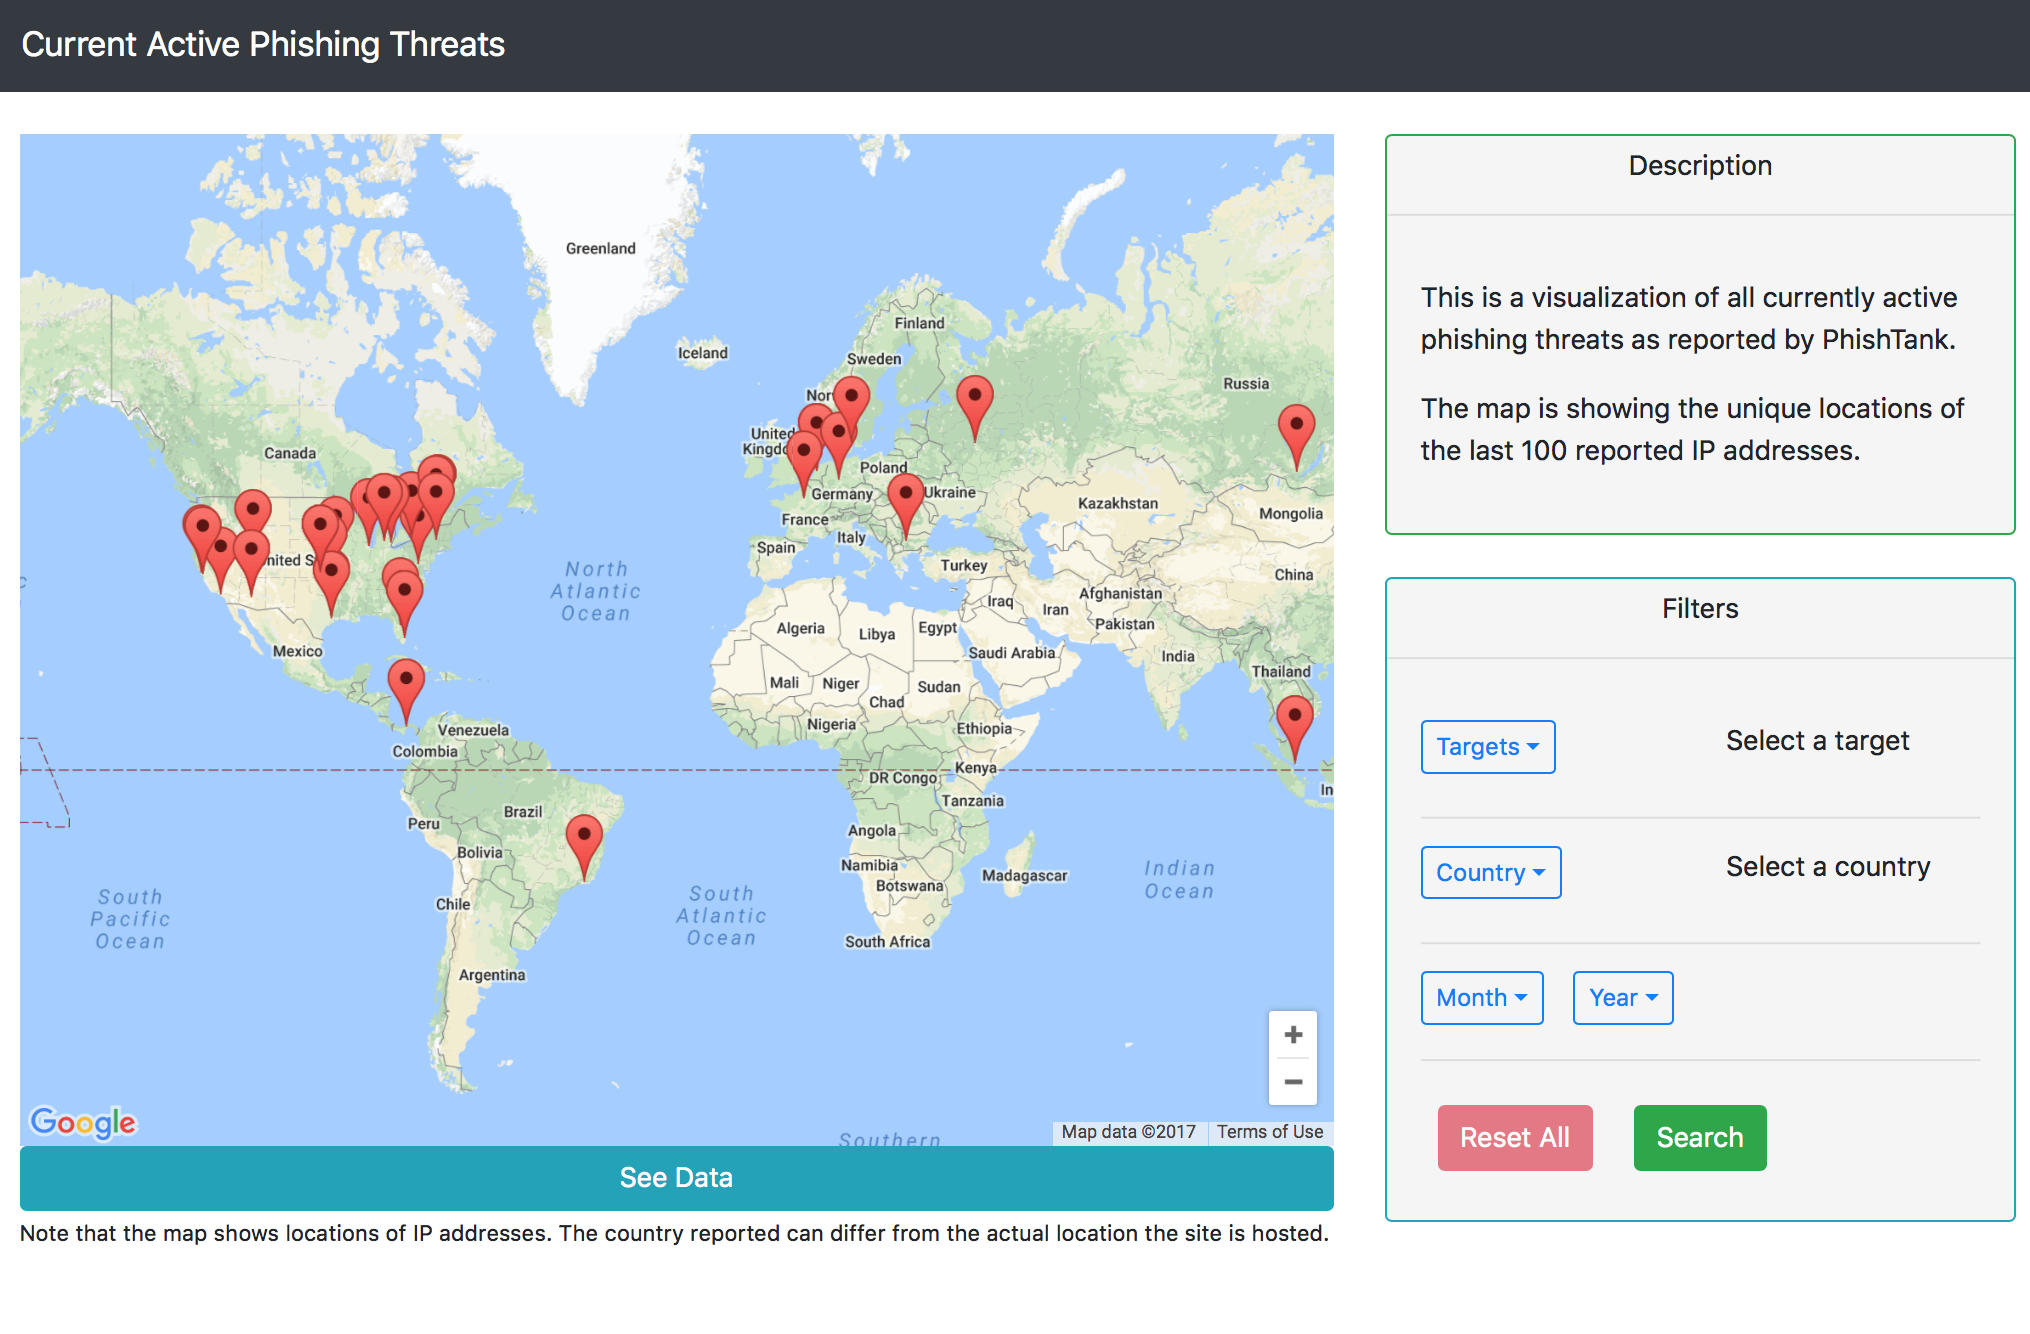 Current Active Phishing Threats
Greenland
Finland
Iceland
Sweden
Russia
Nor
Canada
United
Kingdo
Poland
Germany
Ukraine
Kazakhstan
Mongolia
France
Italy
Spain
nited S
Turkey
China
North
Atlantic
Ocean
Iraq
Iran
Afghanistan
Pakistan
Algeria
Libya
Egypt
Mexico
Saudi Arabia
India
Thailand
Mali
Niger
Sudan
Chad
Nigeria
Ethiopia
Venezuela
Colombia
DR Congo
Kenya
In
Tanzania
Brazil
Peru
Angola
Bolivia
Namibia
Botswana
Madagascar
Indian
Ocean
South
Pacific
Ocean
Chile
South
Atlantic
Ocean
South Africa
Argentina
Google
Southern
Map data ©2017
Terms of Use
See Data
Note that the map shows locations of IP addresses. The country reported can differ from the actual location the site is hosted.
Description
This is a visualization of all currently active
phishing threats as reported by PhishTank.
The map is showing the unique locations of
the last 100 reported IP addresses.
Filters
Targets
Select a target
Country
Select a country
Month
Year
Reset All
Search